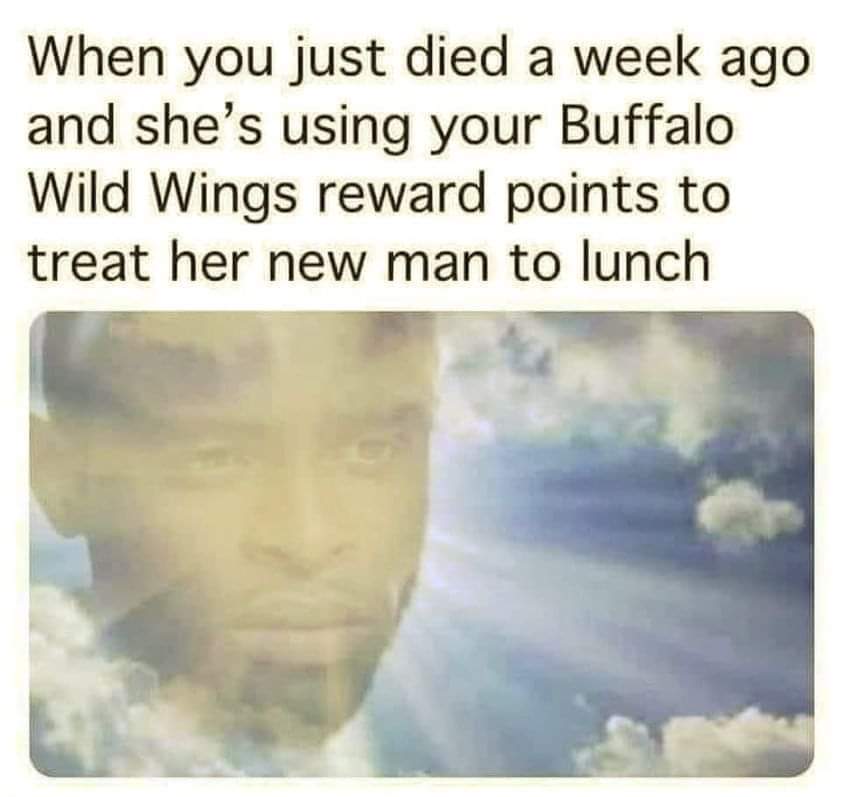 When you just died a week ago
and she's using your Buffalo
Wild Wings reward points to
treat her new man to lunch